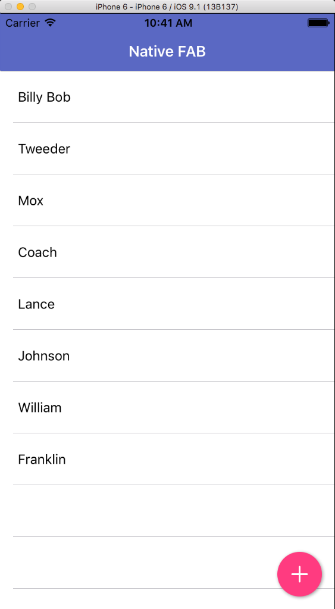 iPhone 6 - iPhone 6 / iOS 9.1 (13B137)
Carrier 10:41 AM
Native FAB
Billy Bob
Tweeder
Mox
Coach
Lance
Johnson
William
Franklin